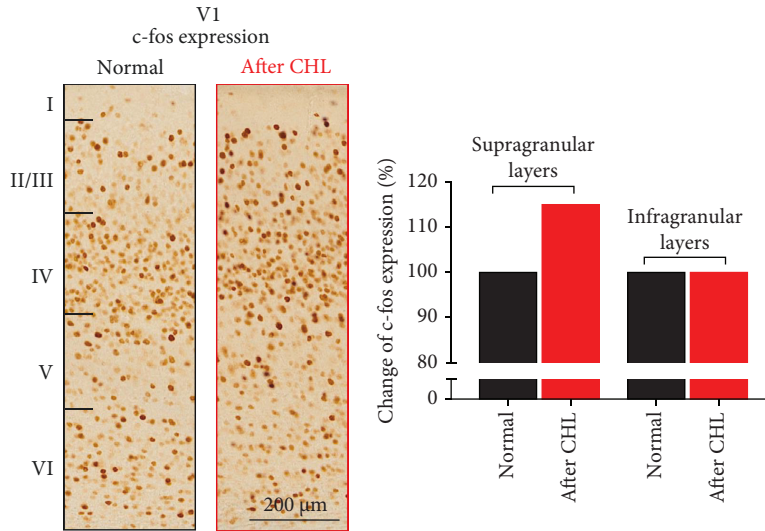 V1
c-fos expression
Normal
After CHL
I
II/III
IV
V
VI
200 μm
Change of c-fos expression (%)
120
115
110
100
90
80
0
Supragranular
layers
Infragranular
layers
Normal
After CHL
Normal
After CHL